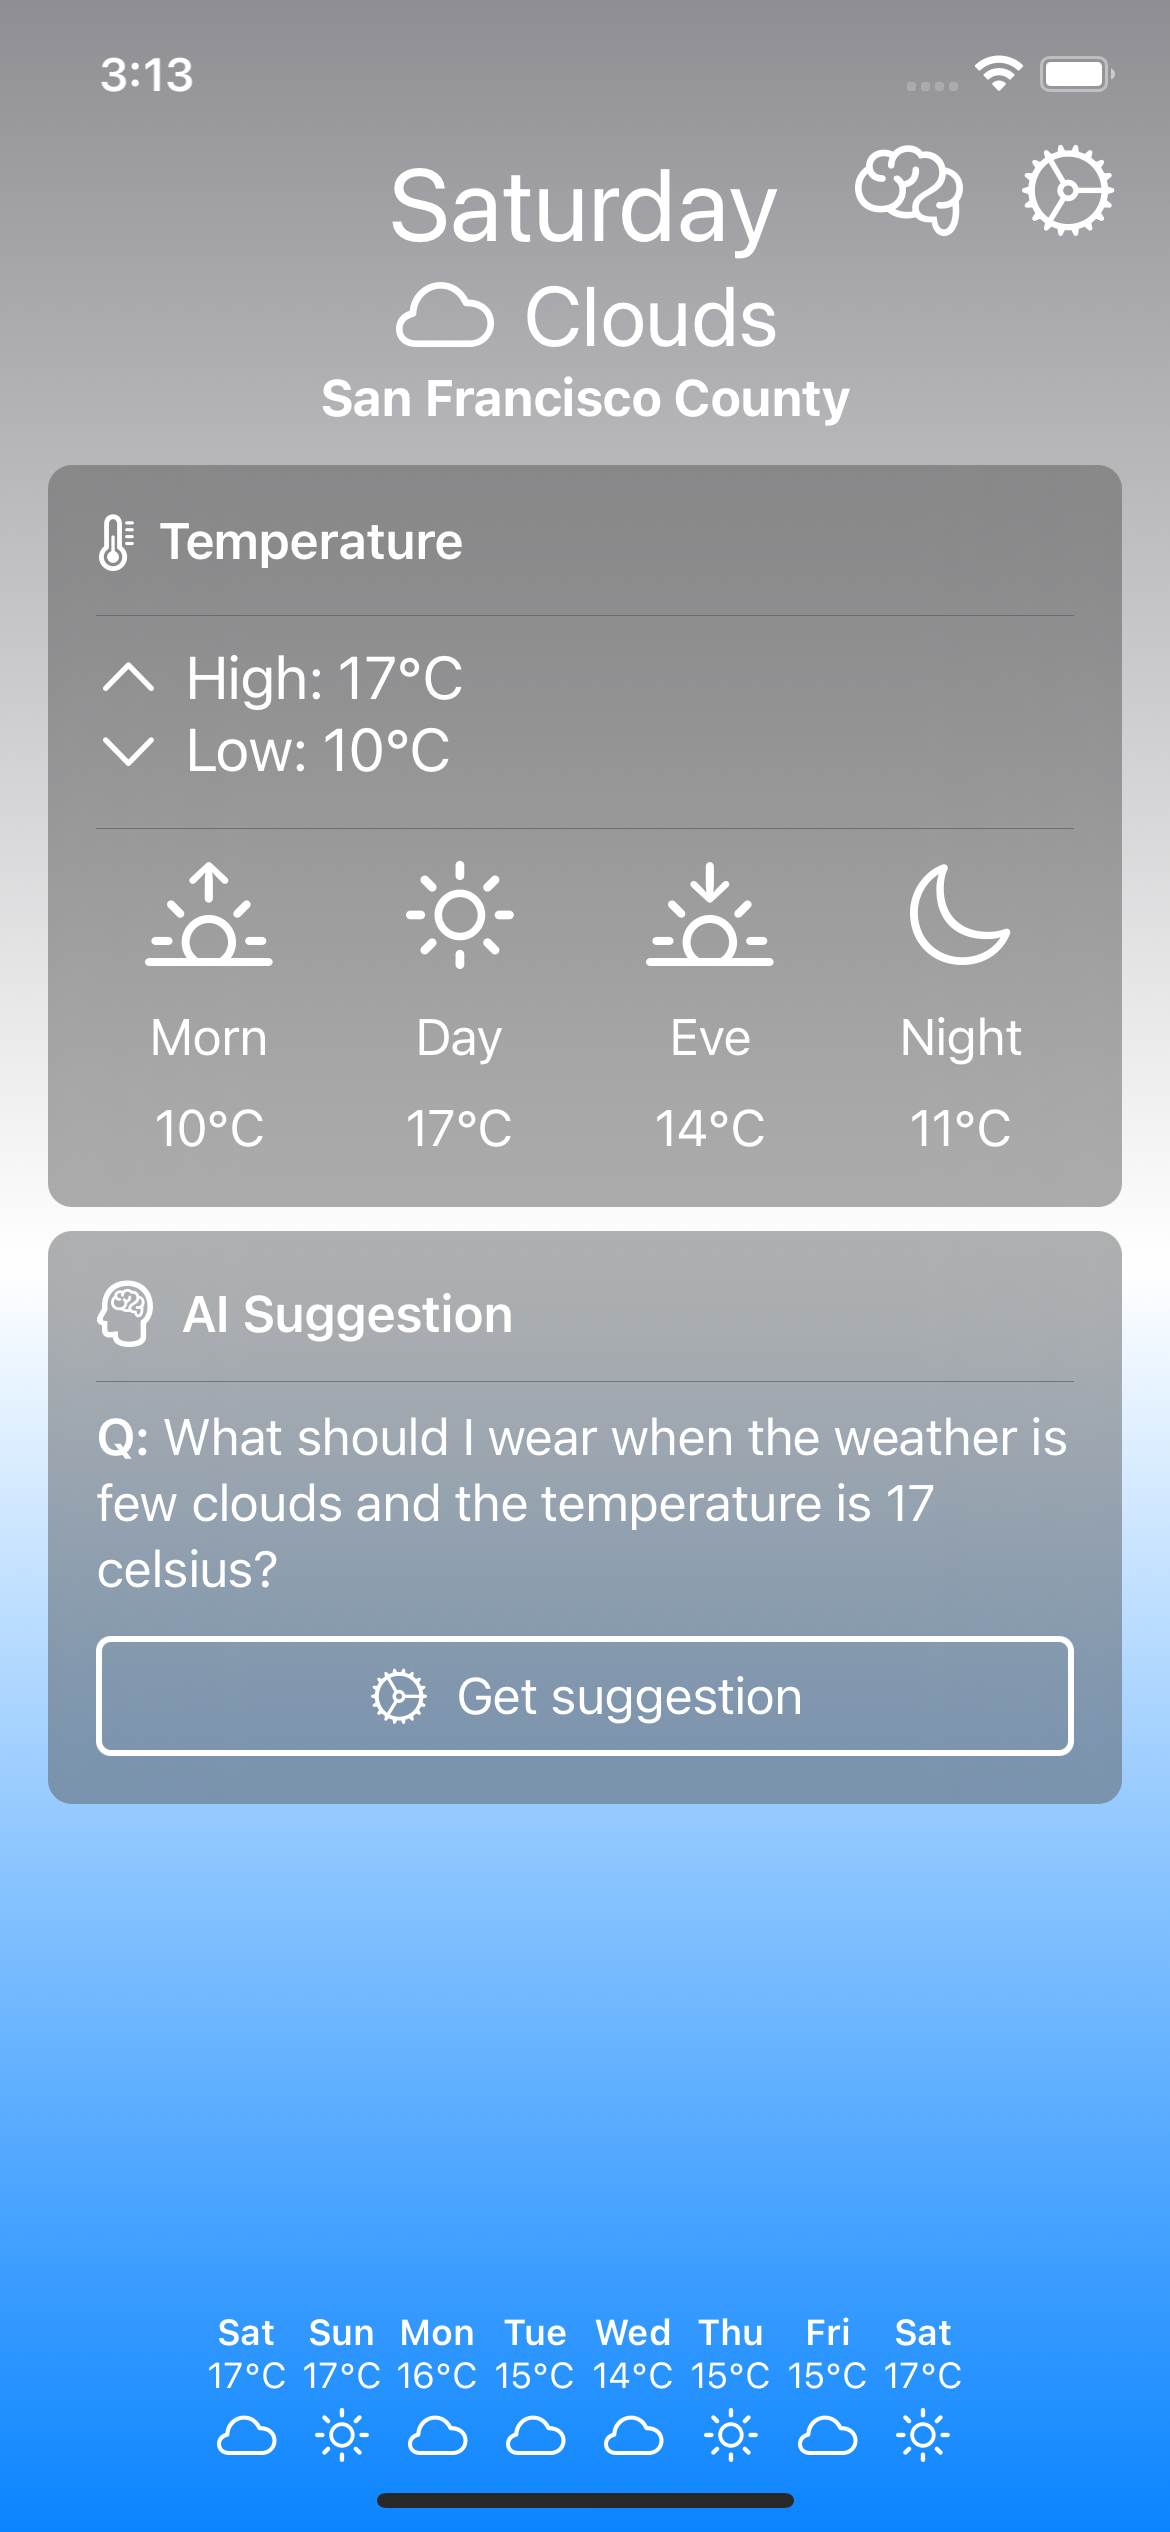 3:13
Saturday
Clouds
San Francisco County
Temperature
High: 17°C
Low: 10°C
Morn Day Eve Night
10°C 17°C 14°C 11°C
AI Suggestion
Q: What should I wear when the weather is
few clouds and the temperature is 17
celsius?
Get suggestion
Sat Sun Mon Tue Wed Thu Fri Sat
17°C 17°C 16°C 15°C 14°C 15°C 15°C 17°C